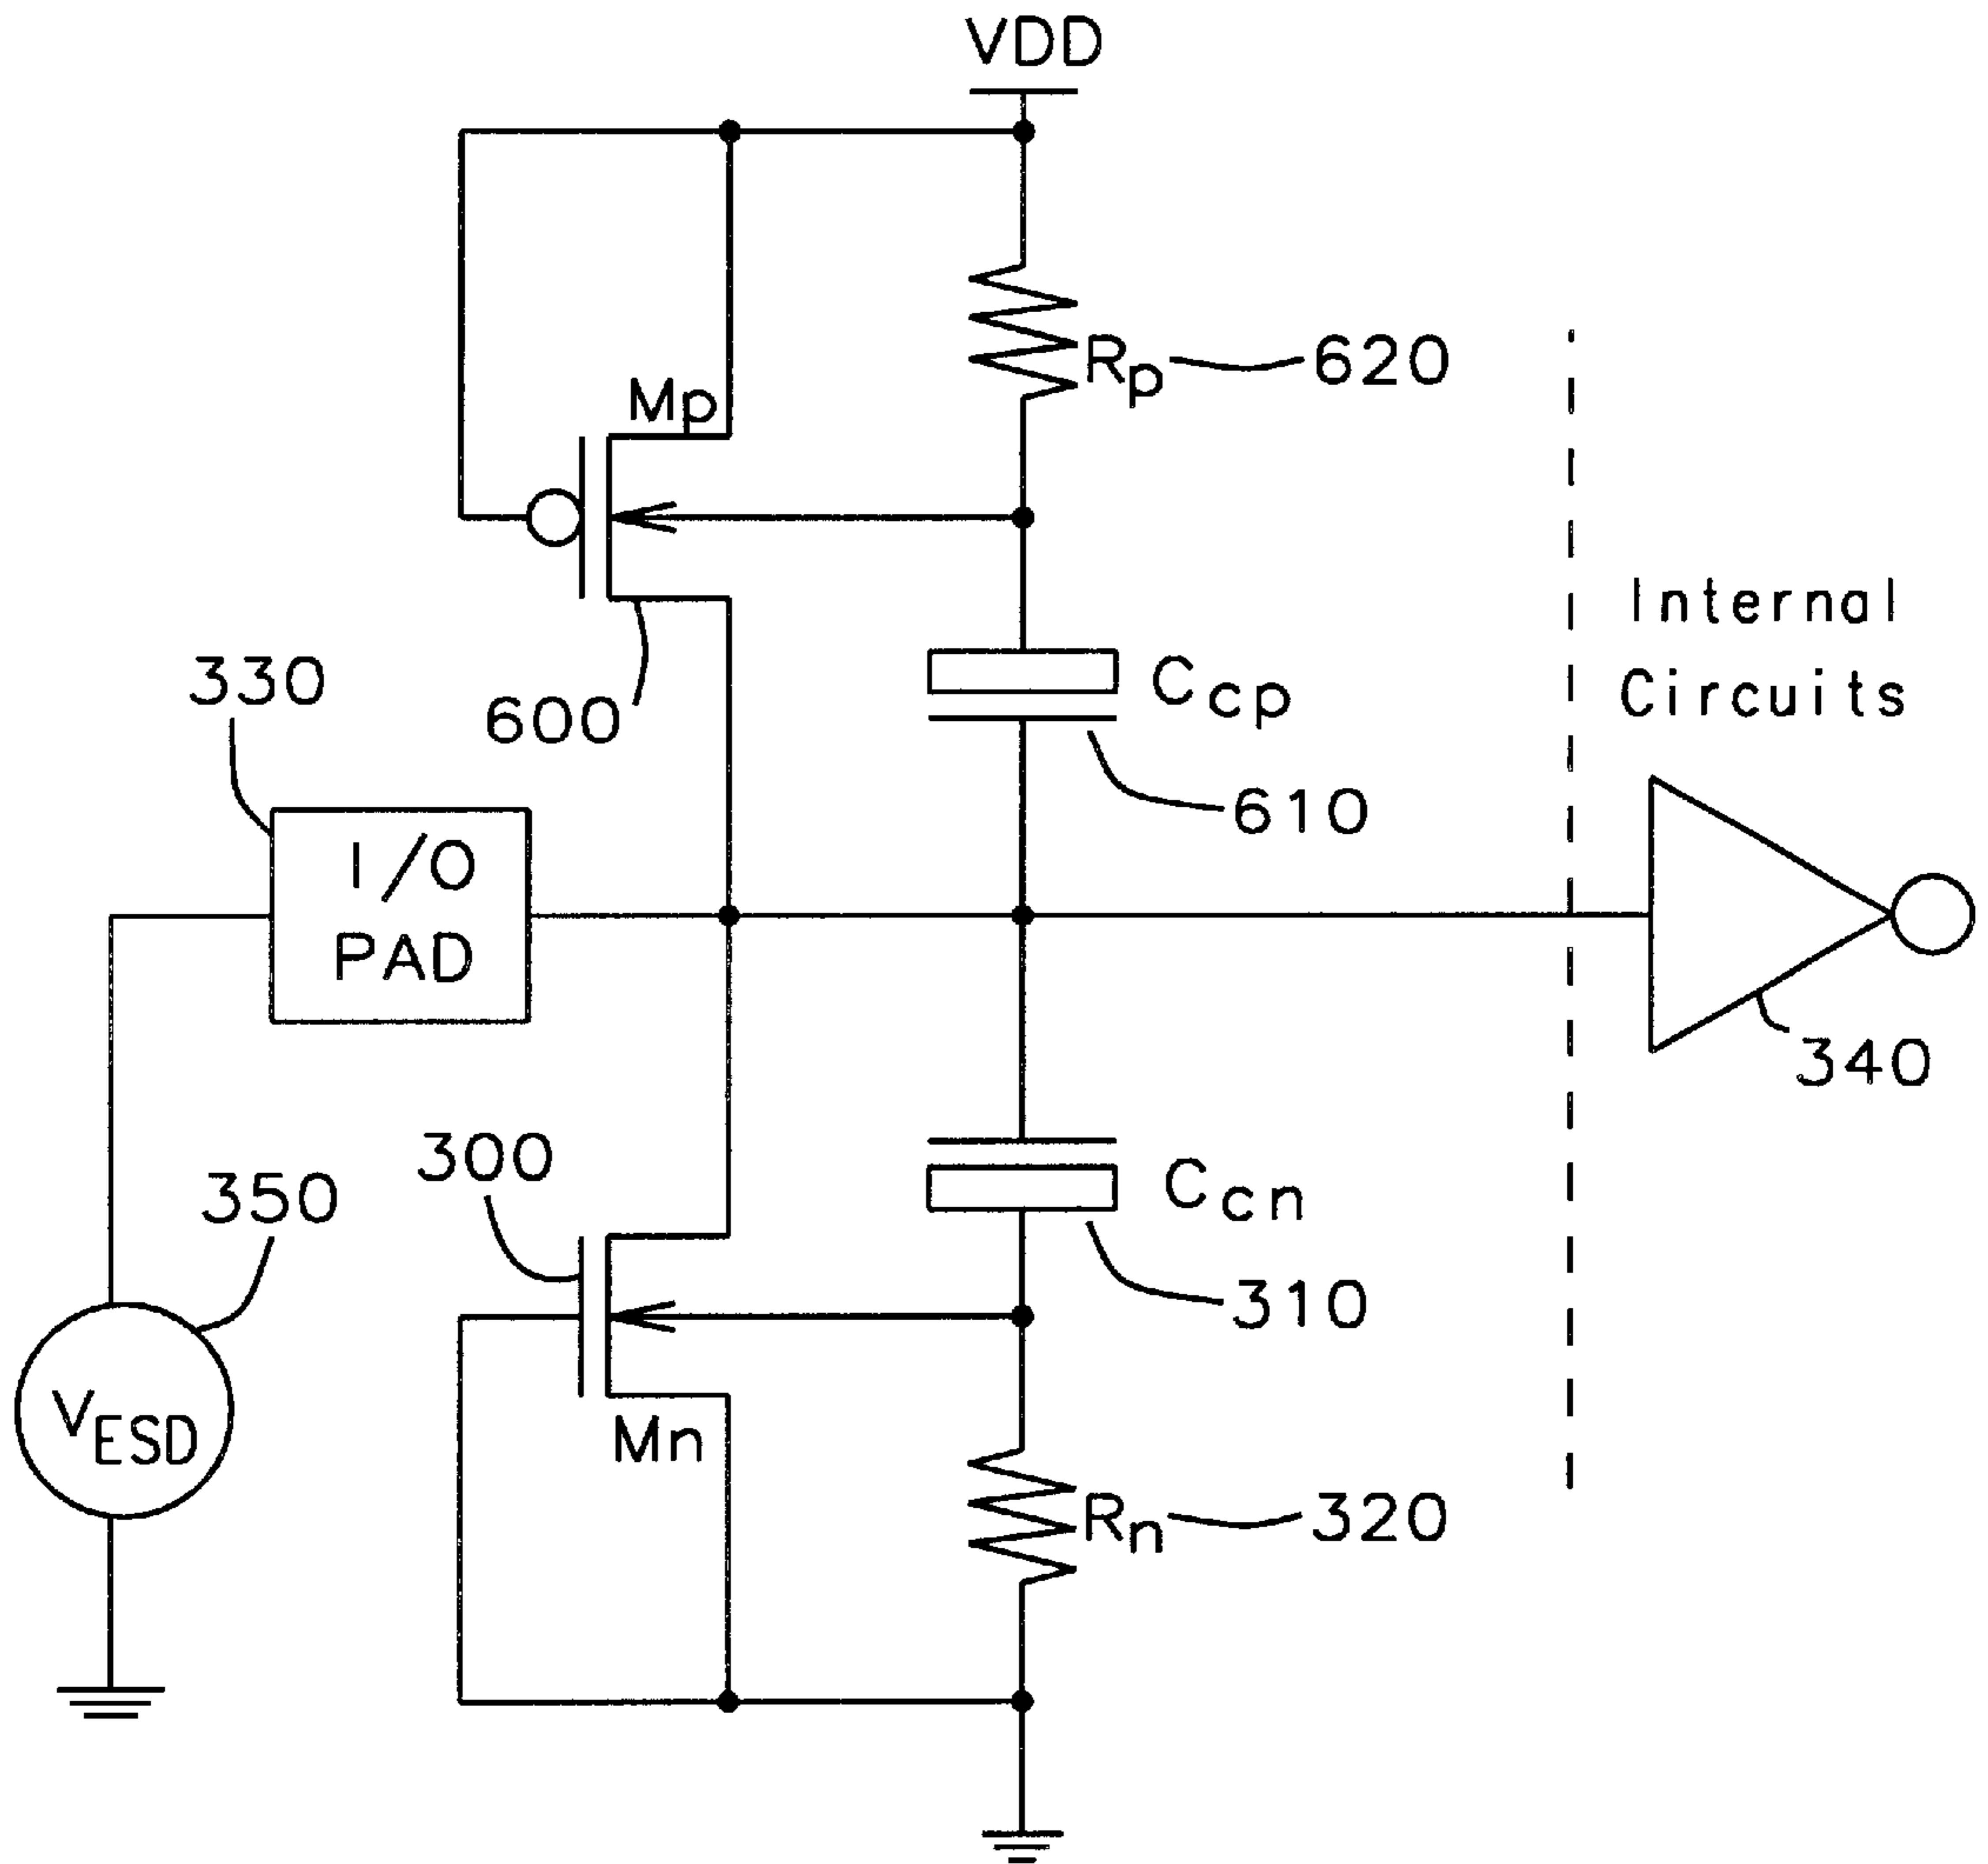 VDD
Rp
620
Mp
Internal
Circuits
330
600
Ccp
610
I/O
PAD
340
300
350
Ccn
310
VESD
Mn
Rn
320